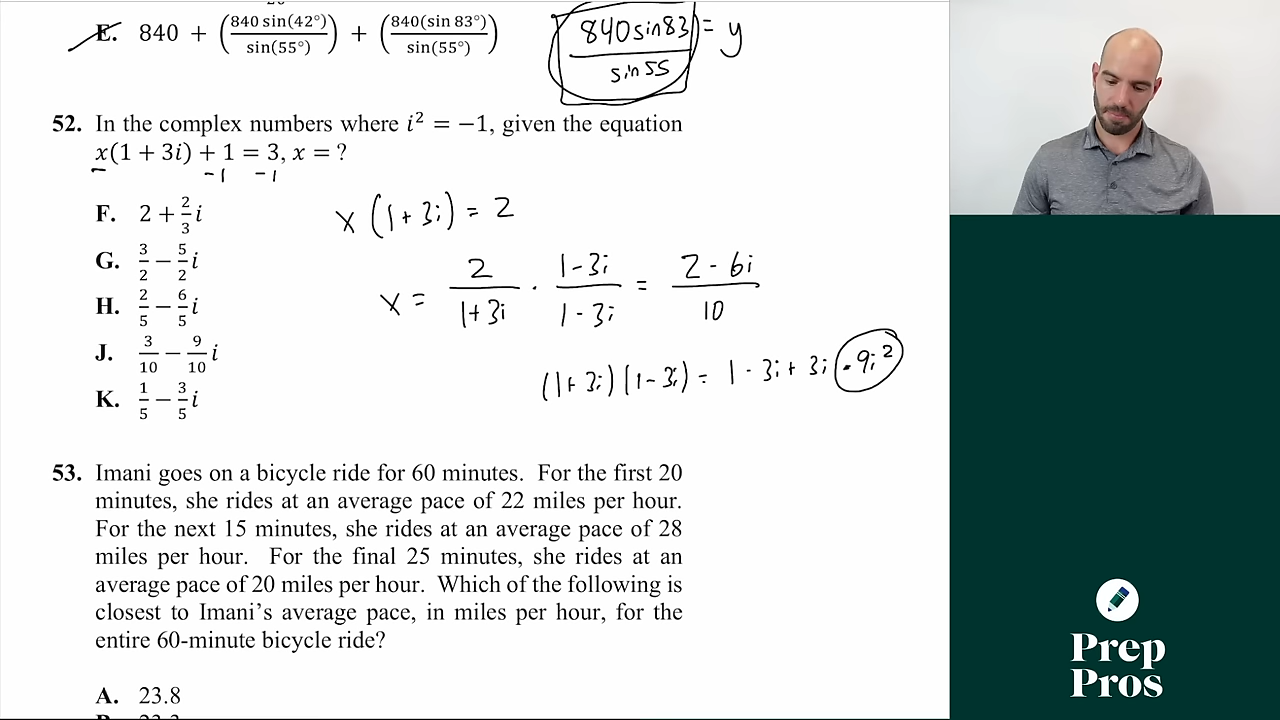 E. 840 + (840 sin(42°)/sin(55°)) + (840(sin 83°)/sin(55°))
840sin83/sin55 = y
52. In the complex numbers where i² = −1, given the equation
x(1 + 3i) + 1 = 3, x = ?
-1 -1
F. 2 + 2/3 i
G. 3/2 − 5/2 i
H. 2/5 − 6/5 i
J. 3/10 − 9/10 i
K. 1/5 − 3/5 i
x (1+3i) = 2
x = 2/1+3i · 1-3i/1-3i = 2-6i/10
(1+3i)(1-3i) = 1-3i+3i -9i²
53. Imani goes on a bicycle ride for 60 minutes. For the first 20
minutes, she rides at an average pace of 22 miles per hour.
For the next 15 minutes, she rides at an average pace of 28
miles per hour. For the final 25 minutes, she rides at an
average pace of 20 miles per hour. Which of the following is
closest to Imani’s average pace, in miles per hour, for the
entire 60-minute bicycle ride?
A. 23.8
Prep
Pros